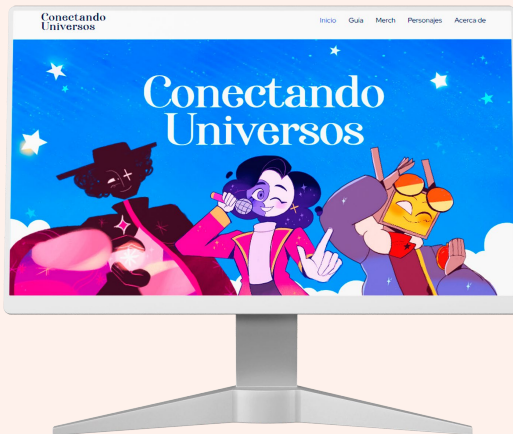 Conectando
Universos
Inicio Guía Merch Personajes Acerca de
Conectando
Universos